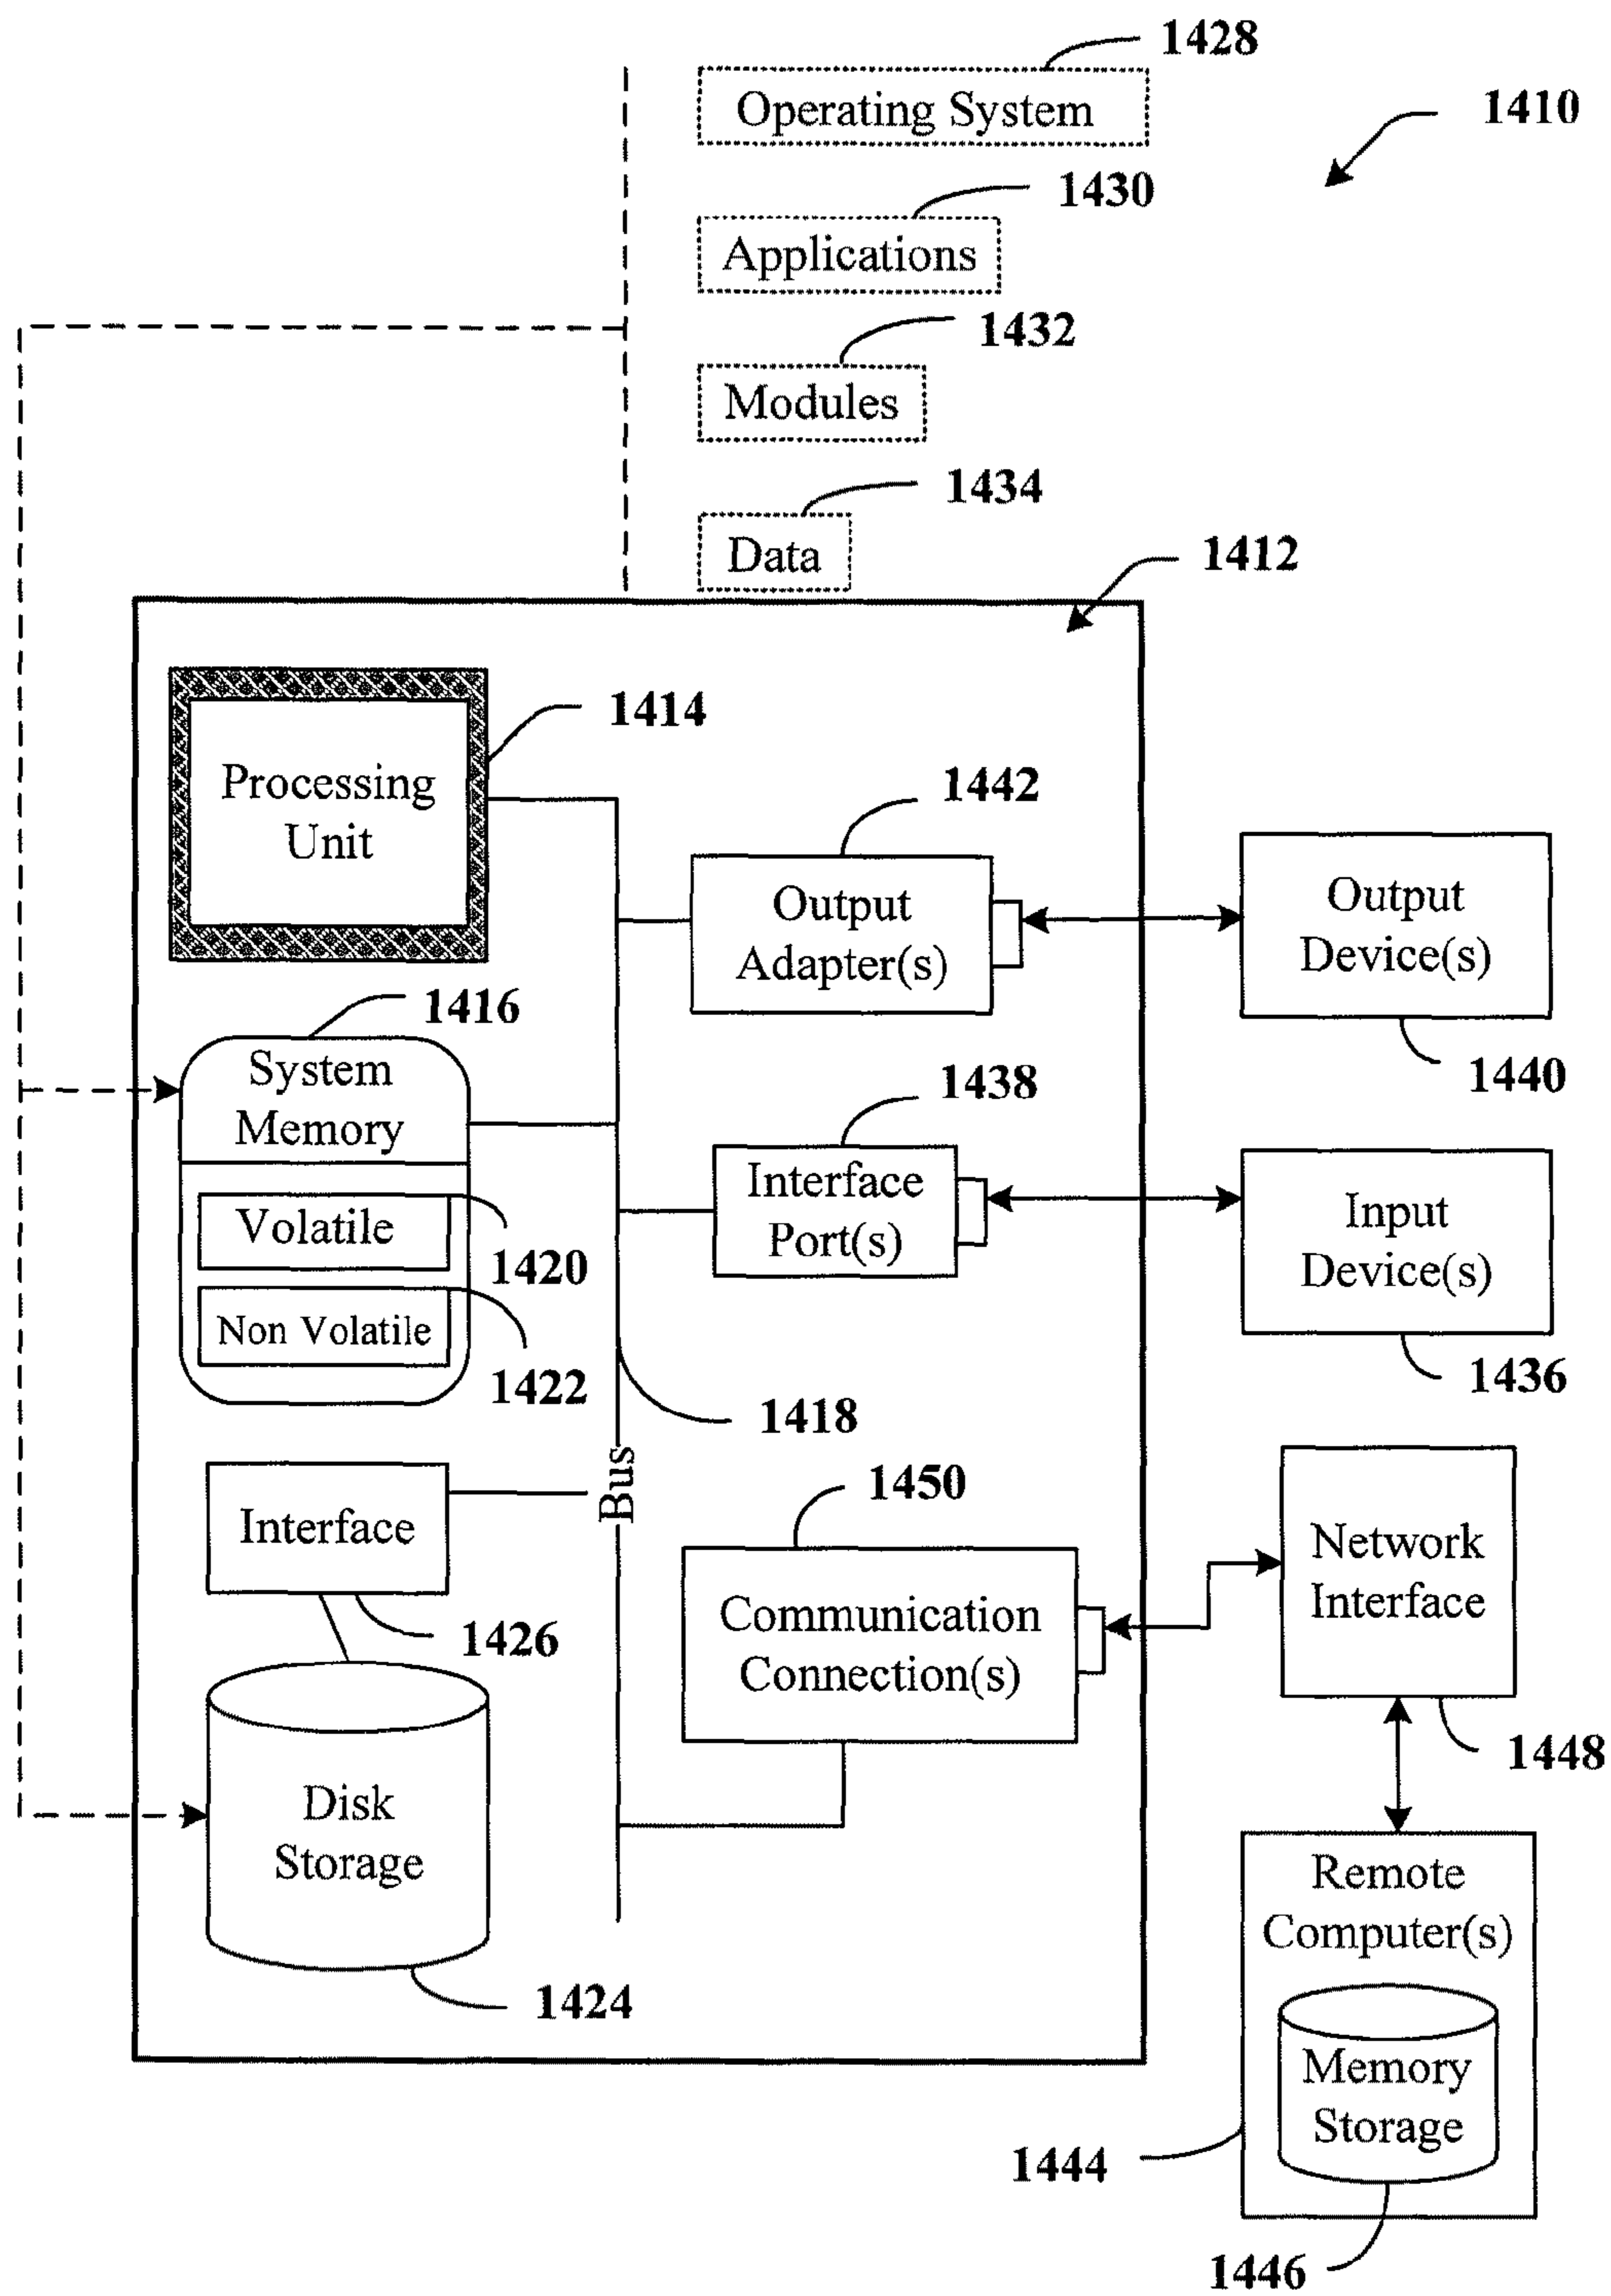 1428
Operating System
1410
1430
Applications
1432
Modules
1434
Data
1412
1414
Processing
Unit
1442
Output
Adapter(s)
Output
Device(s)
1440
1416
System
Memory
1438
Interface
Port(s)
Input
Device(s)
1436
Volatile
1420
Non Volatile
1422
1418
Bus
Interface
1426
1450
Communication
Connection(s)
Network
Interface
1448
Disk
Storage
1424
Remote
Computer(s)
Memory
Storage
1444
1446